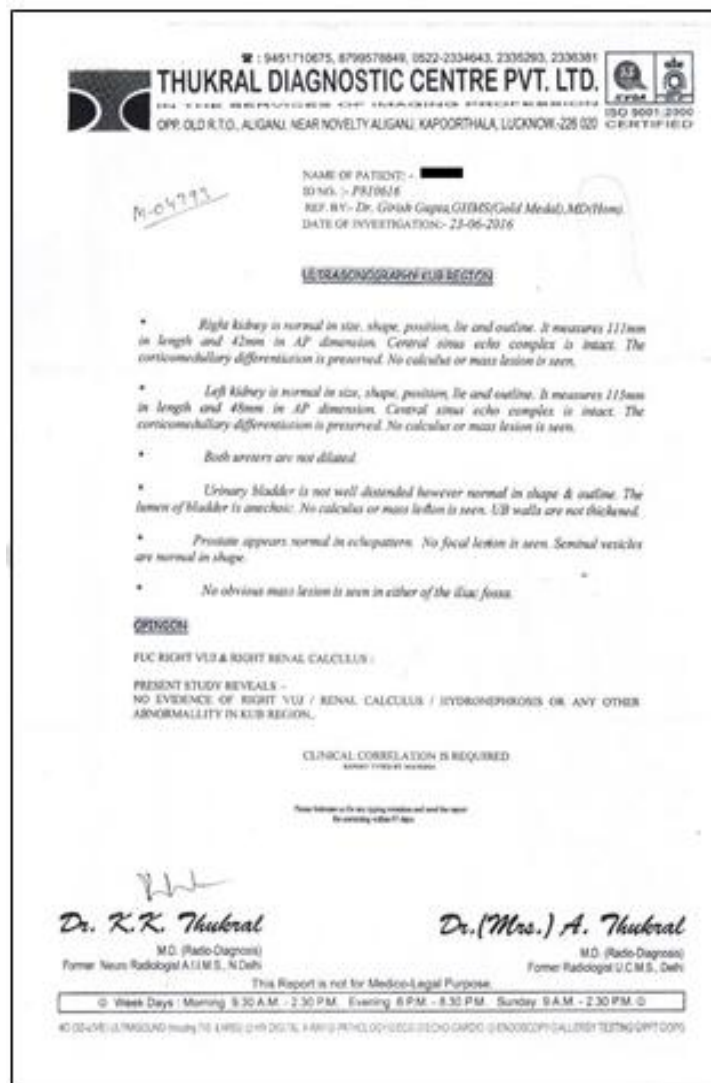 ☎ : 9451710675, 8799578849, 0522-2334643, 2335293, 2336381
THUKRAL DIAGNOSTIC CENTRE PVT. LTD.
IN THE SERVICES OF IMAGING PROFESSION
ISO 9001:2000
OPP. OLD R.T.O., ALIGANJ, NEAR NOVELTY ALIGANJ, KAPOORTHALA, LUCKNOW.-226 020
CERTIFIED
M-04793
NAME OF PATIENT: -
ID NO. :- P810616
REF. BY:- Dr. Girish Gupta,GHMS(Gold Medal),MD(Hom).
DATE OF INVESTIGATION:- 23-06-2016
ULTRASONOGRAPHY KUB REGION
* Right kidney is normal in size, shape, position, lie and outline. It measures 111mm
in length and 42mm in AP dimension. Central sinus echo complex is intact. The
corticomedullary differentiation is preserved. No calculus or mass lesion is seen.
* Left kidney is normal in size, shape, position, lie and outline. It measures 115mm
in length and 48mm in AP dimension. Central sinus echo complex is intact. The
corticomedullary differentiation is preserved. No calculus or mass lesion is seen.
* Both ureters are not dilated.
* Urinary bladder is not well distended however normal in shape & outline. The
lumen of bladder is anechoic. No calculus or mass lesion is seen. UB walls are not thickened.
* Prostate appears normal in echopattern. No focal lesion is seen. Seminal vesicles
are normal in shape.
* No obvious mass lesion is seen in either of the iliac fossa.
OPINION
FUC RIGHT VUJ & RIGHT RENAL CALCULUS :
PRESENT STUDY REVEALS -
NO EVIDENCE OF RIGHT VUJ / RENAL CALCULUS / HYDRONEPHROSIS OR ANY OTHER
ABNORMALLITY IN KUB REGION..
CLINICAL CORRELATION IS REQUIRED
Dr. K.K. Thukral
M.D. (Radio-Diagnosis)
Former Neuro Radiologist A.I.I.M.S., N.Delhi
Dr.(Mrs.) A. Thukral
M.D. (Radio-Diagnosis)
Former Radiologist U.C.M.S., Delhi
This Report is not for Medico-Legal Purpose.
Week Days : Morning 9.30 A.M. - 2.30 P.M. Evening 6 P.M. - 8.30 P.M. Sunday 9 A.M. - 2.30 P.M.